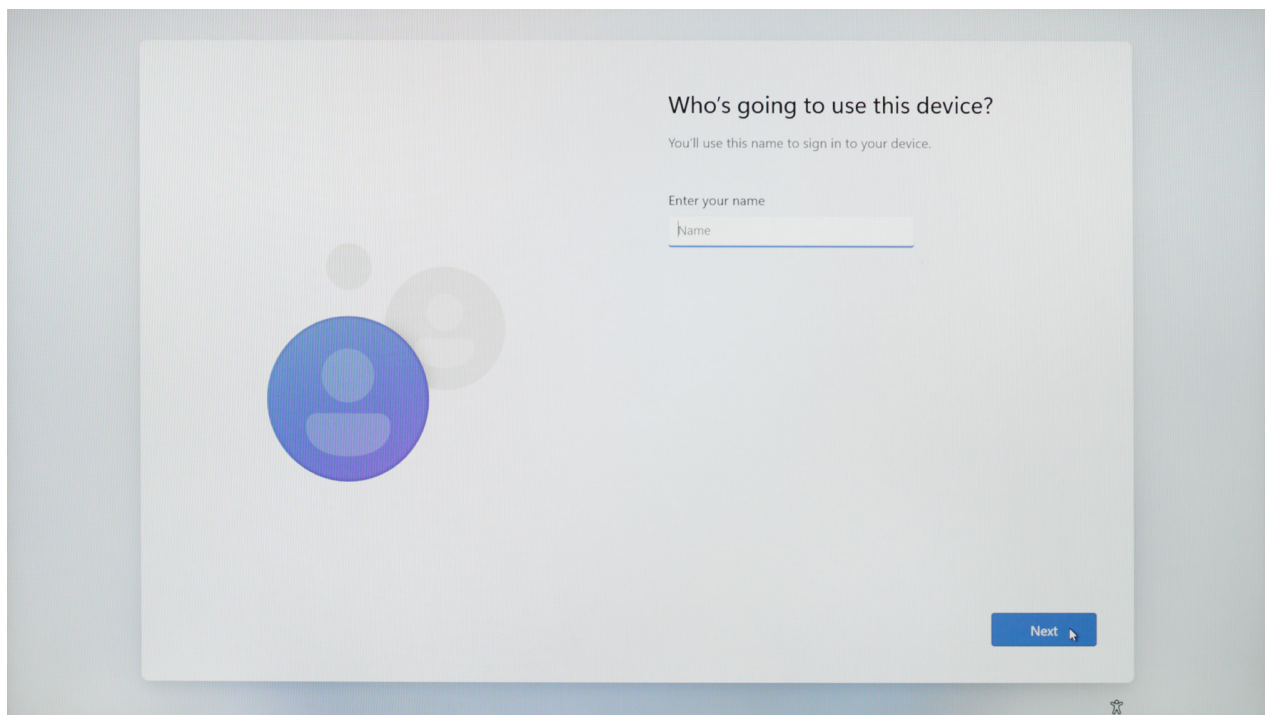 Who's going to use this device?
You'll use this name to sign in to your device.
Enter your name
Name
Next